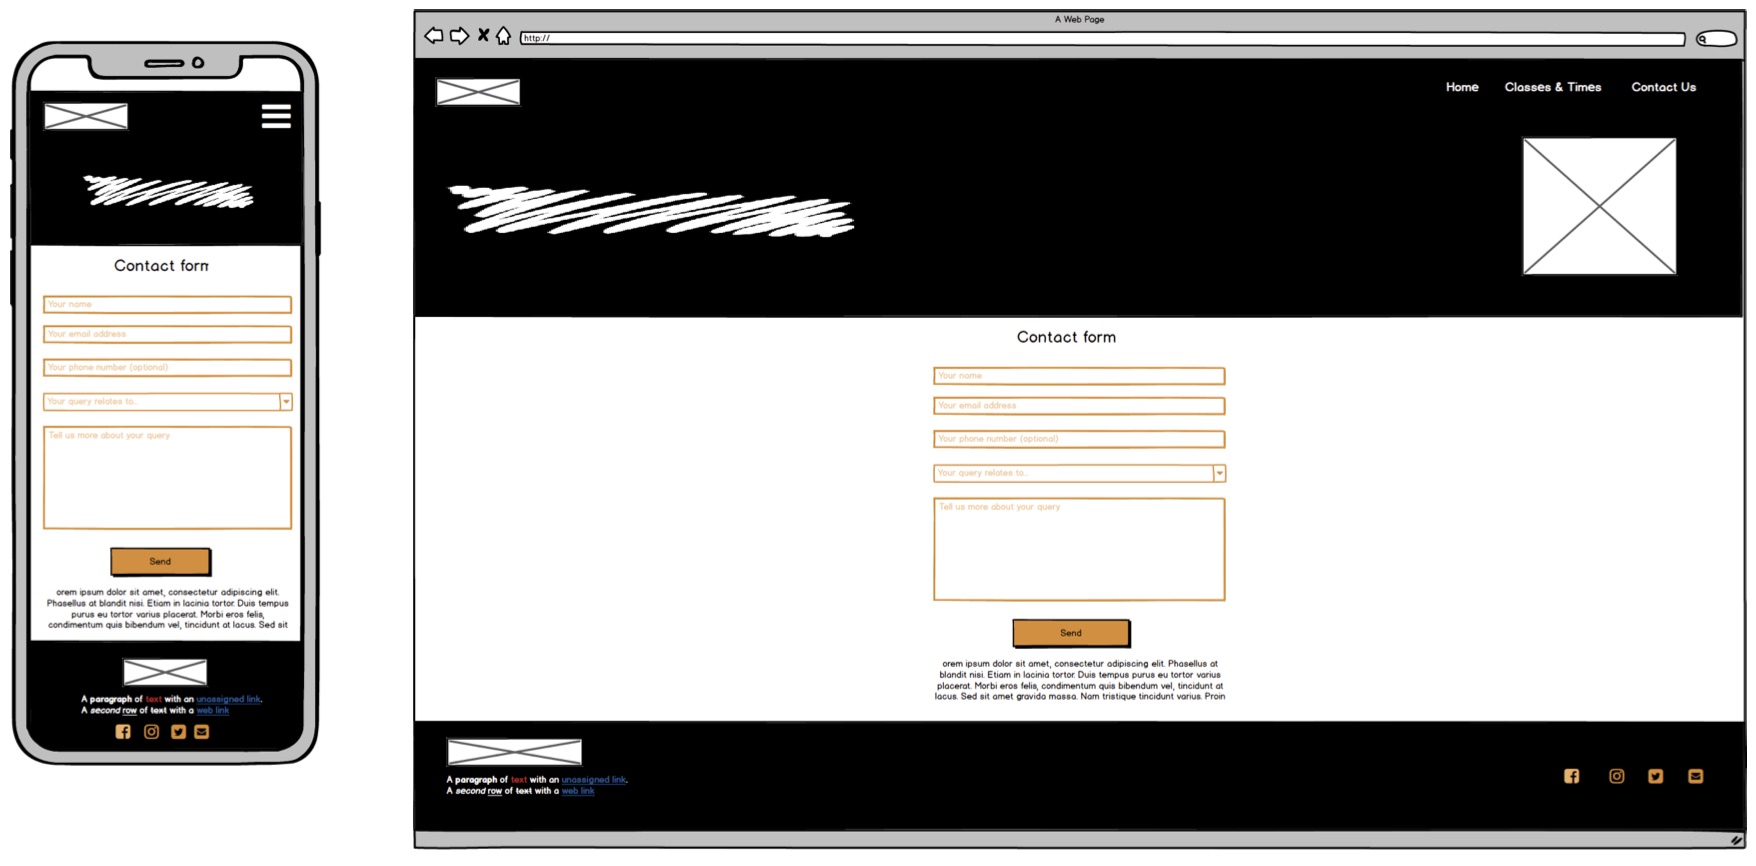 Contact form
Your name
Your email address
Your phone number (optional)
Your query relates to...
Tell us more about your query
Send
orem ipsum dolor sit amet, consectetur adipiscing elit.
Phasellus at blandit nisi. Etiam in lacinia tortor. Duis tempus
purus eu tortor varius placerat. Morbi eros felis,
condimentum quis bibendum vel, tincidunt at lacus. Sed sit
A paragraph of text with an unassigned link.
A second row of text with a web link
A Web Page
http://
Home Classes & Times Contact Us
Contact form
Your name
Your email address
Your phone number (optional)
Your query relates to...
Tell us more about your query
Send
orem ipsum dolor sit amet, consectetur adipiscing elit. Phasellus at
blandit nisi. Etiam in lacinia tortor. Duis tempus purus eu tortor varius
placerat. Morbi eros felis, condimentum quis bibendum vel, tincidunt at
lacus. Sed sit amet gravida massa. Nam tristique tincidunt varius. Proin
A paragraph of text with an unassigned link.
A second row of text with a web link